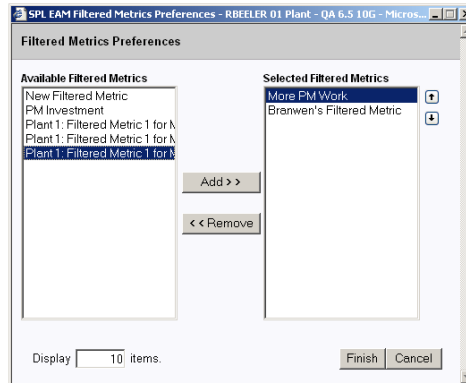 SPL EAM Filtered Metrics Preferences - RBEELER 01 Plant - QA 6.5 10G - Micros...
Filtered Metrics Preferences
Available Filtered Metrics
New Filtered Metric
PM Investment
Plant 1: Filtered Metric 1 for M
Plant 1: Filtered Metric 1 for M
Plant 1: Filtered Metric 1 for M
Add >>
<< Remove
Selected Filtered Metrics
More PM Work
Branwen's Filtered Metric
Display 10 items.
Finish Cancel